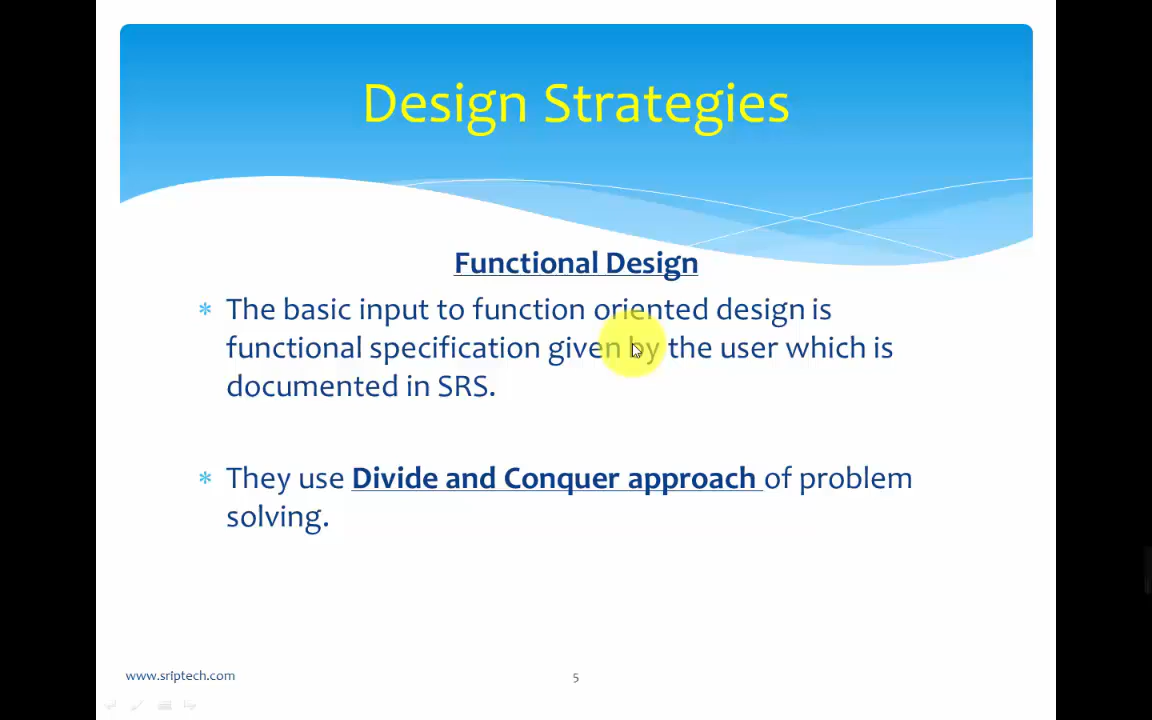 Design Strategies
Functional Design
* The basic input to function oriented design is
functional specification given by the user which is
documented in SRS.
* They use Divide and Conquer approach of problem
solving.
www.sriptech.com
5